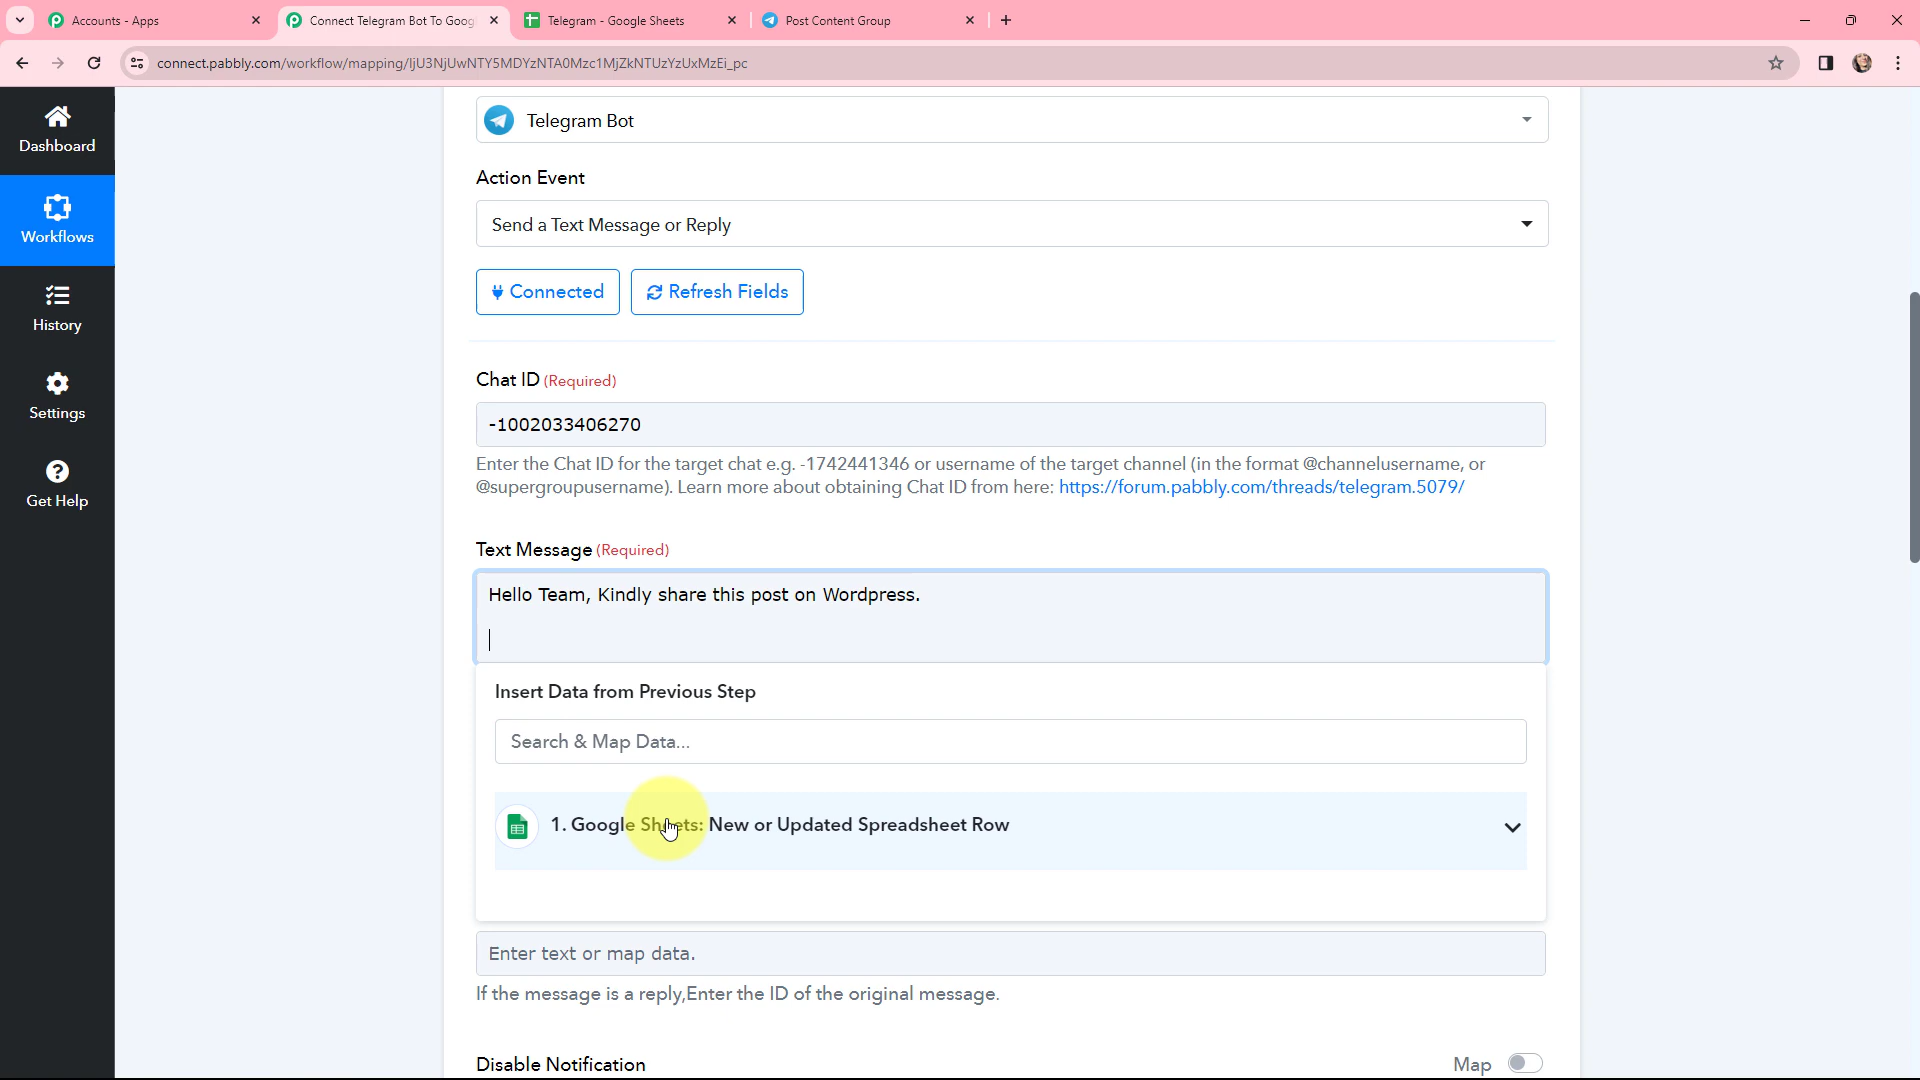 Accounts - Apps
Connect Telegram Bot To Goog
Telegram - Google Sheets
Post Content Group
connect.pabbly.com/workflow/mapping/IjU3NjUwNTY5MDYzNTA0Mzc1MjZkNTUzYzUxMzEi_pc
Dashboard
Workflows
History
Settings
Get Help
Telegram Bot
Action Event
Send a Text Message or Reply
Connected
Refresh Fields
Chat ID (Required)
-1002033406270
Enter the Chat ID for the target chat e.g. -1742441346 or username of the target channel (in the format @channelusername, or
@supergroupusername). Learn more about obtaining Chat ID from here: https://forum.pabbly.com/threads/telegram.5079/
Text Message (Required)
Hello Team, Kindly share this post on Wordpress.
Insert Data from Previous Step
Search & Map Data...
1. Google Sheets: New or Updated Spreadsheet Row
Enter text or map data.
If the message is a reply,Enter the ID of the original message.
Disable Notification
Map